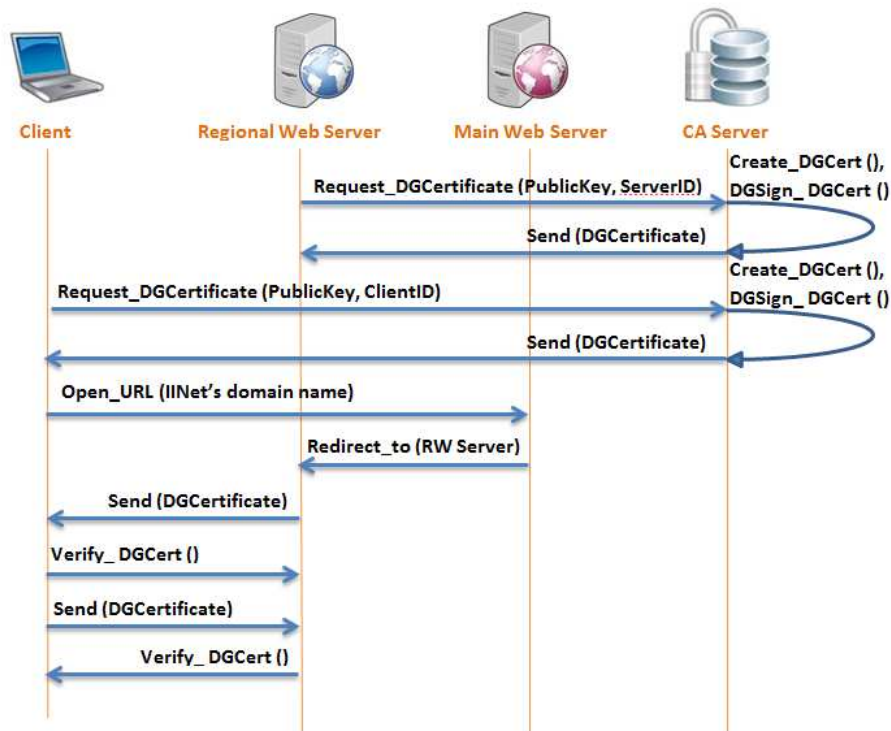 Client
Regional Web Server
Main Web Server
CA Server
Create_DGCert (),
DGSign_ DGCert ()
Request_DGCertificate (PublicKey, ServerID)
Send (DGCertificate)
Create_DGCert (),
DGSign_ DGCert ()
Request_DGCertificate (PublicKey, ClientID)
Send (DGCertificate)
Open_URL (IINet's domain name)
Redirect_to (RW Server)
Send (DGCertificate)
Verify_ DGCert ()
Send (DGCertificate)
Verify_ DGCert ()